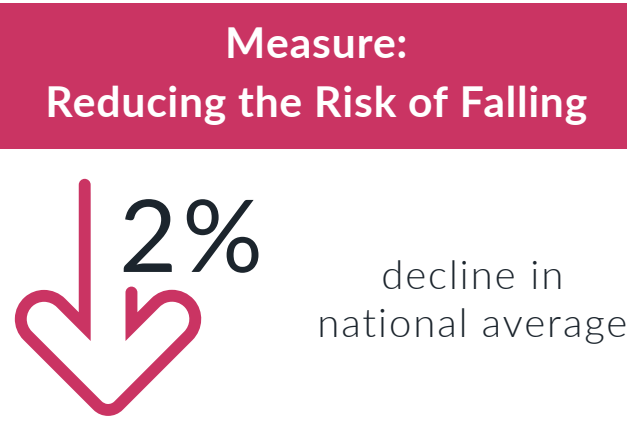 Measure:
Reducing the Risk of Falling
2%
decline in
national average